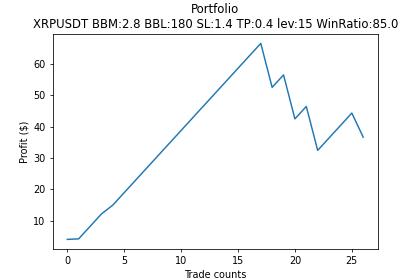 Portfolio
XRPUSDT BBM:2.8 BBL:180 SL:1.4 TP:0.4 lev:15 WinRatio:85.0
Profit ($)
60
50
40
30
20
10
0 5 10 15 20 25
Trade counts